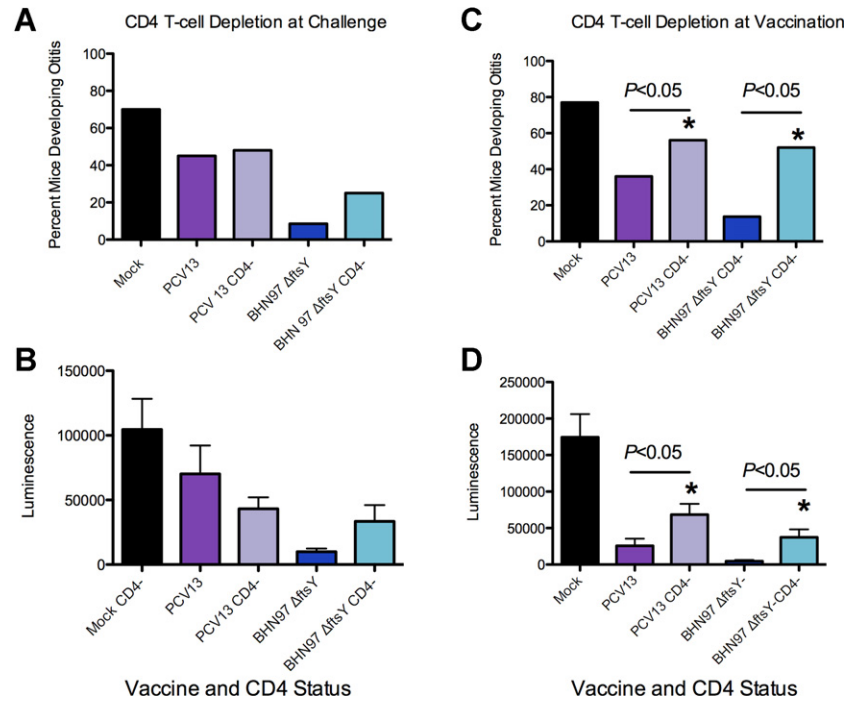 A
CD4 T-cell Depletion at Challenge
Percent Mice Developing Otitis
100
80
60
40
20
0
Mock
PCV13
PCV 13 CD4-
BHN97 ΔftsY
BHN 97 ΔftsY CD4-
B
Luminescence
150000
100000
50000
0
Mock CD4-
PCV13
PCV13 CD4-
BHN97 ΔftsY
BHN97 ΔftsY CD4-
Vaccine and CD4 Status
C
CD4 T-cell Depletion at Vaccination
Percent Mice Devloping Otitis
100
80
60
40
20
0
P<0.05
*
P<0.05
*
Mock
PCV13
PCV13 CD4-
BHN97 ΔftsY CD4-
BHN97 ΔftsY CD4-
D
Luminescence
250000
200000
150000
100000
50000
0
P<0.05
*
P<0.05
*
Mock
PCV13
PCV13 CD4-
BHN97 ΔftsY-
BHN97 ΔftsY-CD4-
Vaccine and CD4 Status